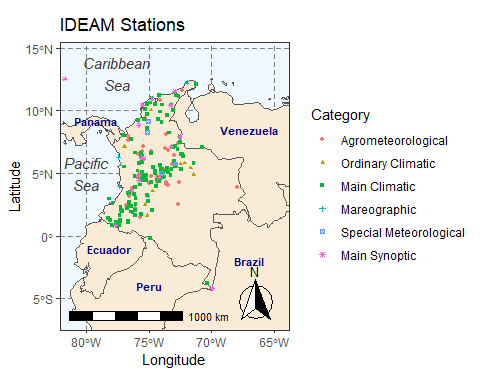 IDEAM Stations
15°N
10°N
5°N
0°
5°S
Latitude
Caribbean
Sea
Panama
Venezuela
Pacific
Sea
Ecuador
Peru
Brazil
N
1000 km
80°W
75°W
70°W
65°W
Longitude
Category
Agrometeorological
Ordinary Climatic
Main Climatic
Mareographic
Special Meteorological
Main Synoptic